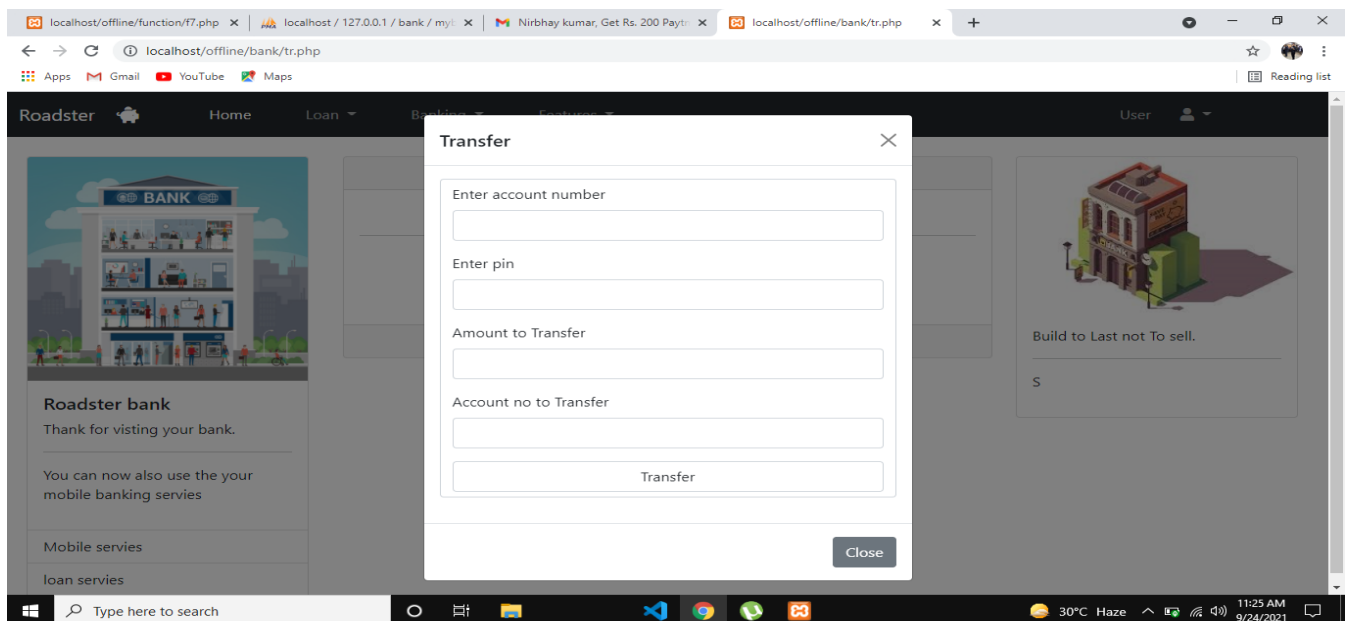 localhost/offline/function/f7.php
localhost / 127.0.0.1 / bank / myb
Nirbhay kumar, Get Rs. 200 Paytm
localhost/offline/bank/tr.php
localhost/offline/bank/tr.php
Apps Gmail YouTube Maps
Reading list
Roadster Home Loan Banking Features User
Transfer
Enter account number
Enter pin
Amount to Transfer
Account no to Transfer
Transfer
Close
BANK
Roadster bank
Thank for visting your bank.
You can now also use the your
mobile banking servies
Mobile servies
loan servies
Build to Last not To sell.
S
Type here to search
30°C Haze
11:25 AM
9/24/2021